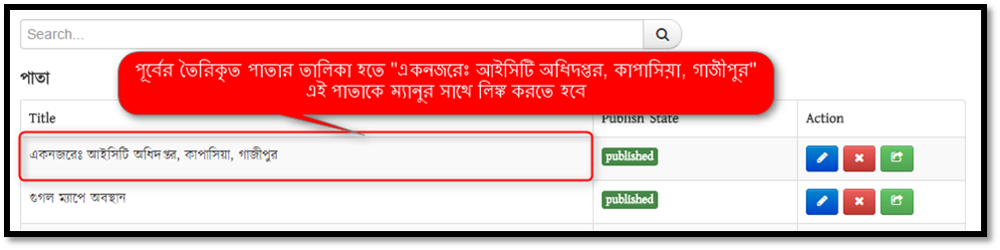 Search...
পূর্বের তৈরিকৃত পাতার তালিকা হতে "একনজরেঃ আইসিটি অধিদপ্তর, কাপাসিয়া, গাজীপুর"
এই পাতাকে ম্যানুর সাথে লিঙ্ক করতে হবে
পাতা
Title Publish State Action
একনজরেঃ আইসিটি অধিদপ্তর, কাপাসিয়া, গাজীপুর published
গুগল ম্যাপে অবস্থান published